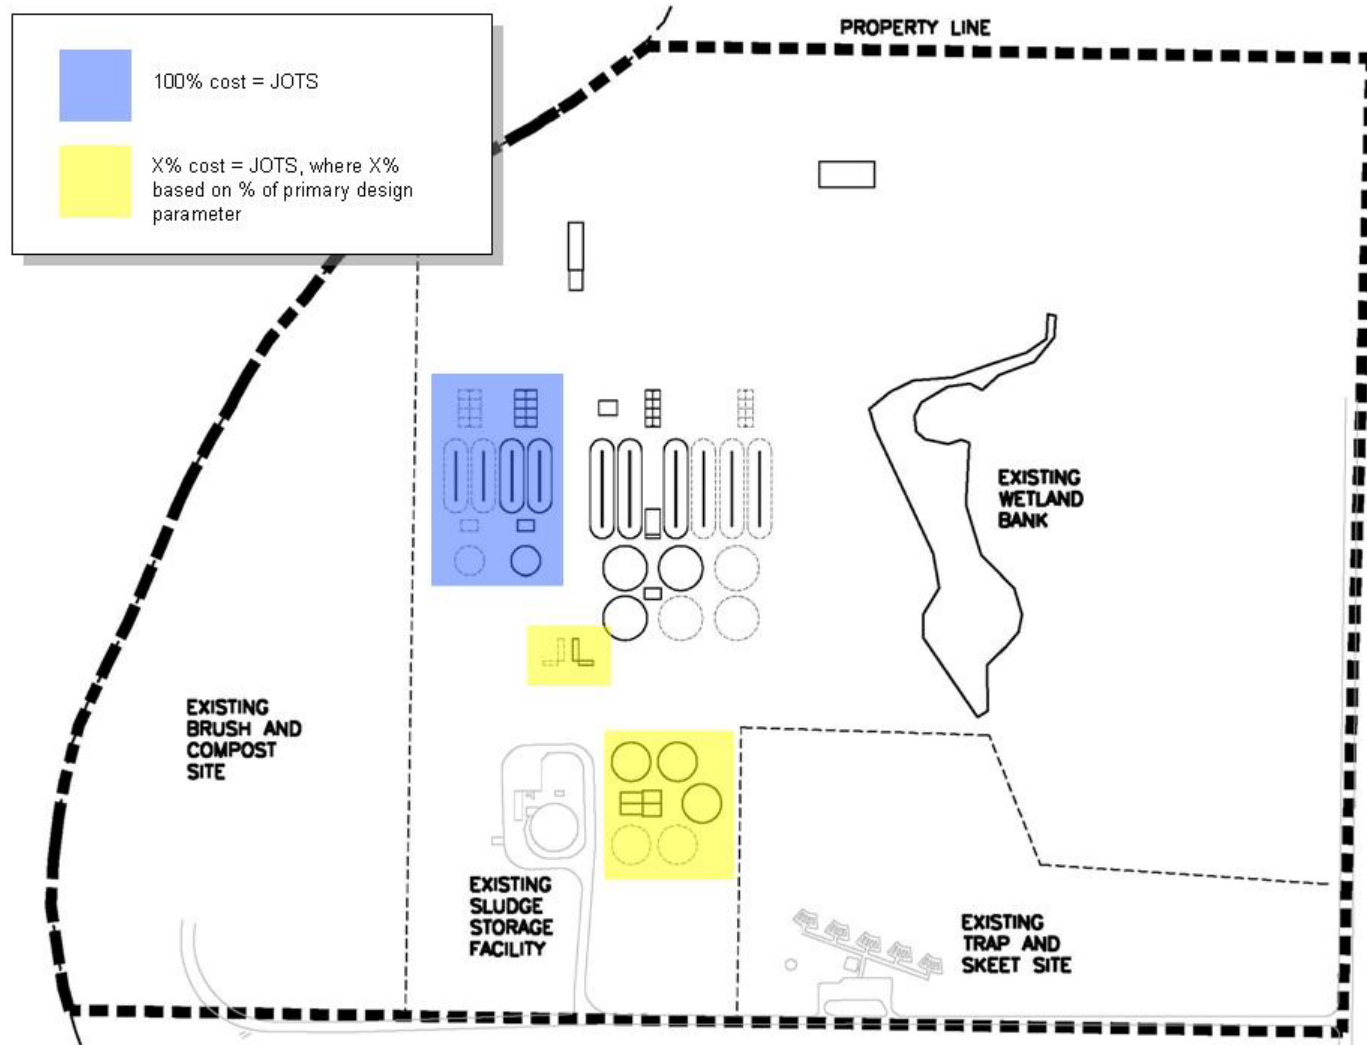 PROPERTY LINE
100% cost = JOTS
X% cost = JOTS, where X%
based on % of primary design
parameter
EXISTING
WETLAND
BANK
EXISTING
BRUSH AND
COMPOST
SITE
EXISTING
SLUDGE
STORAGE
FACILITY
EXISTING
TRAP AND
SKEET SITE